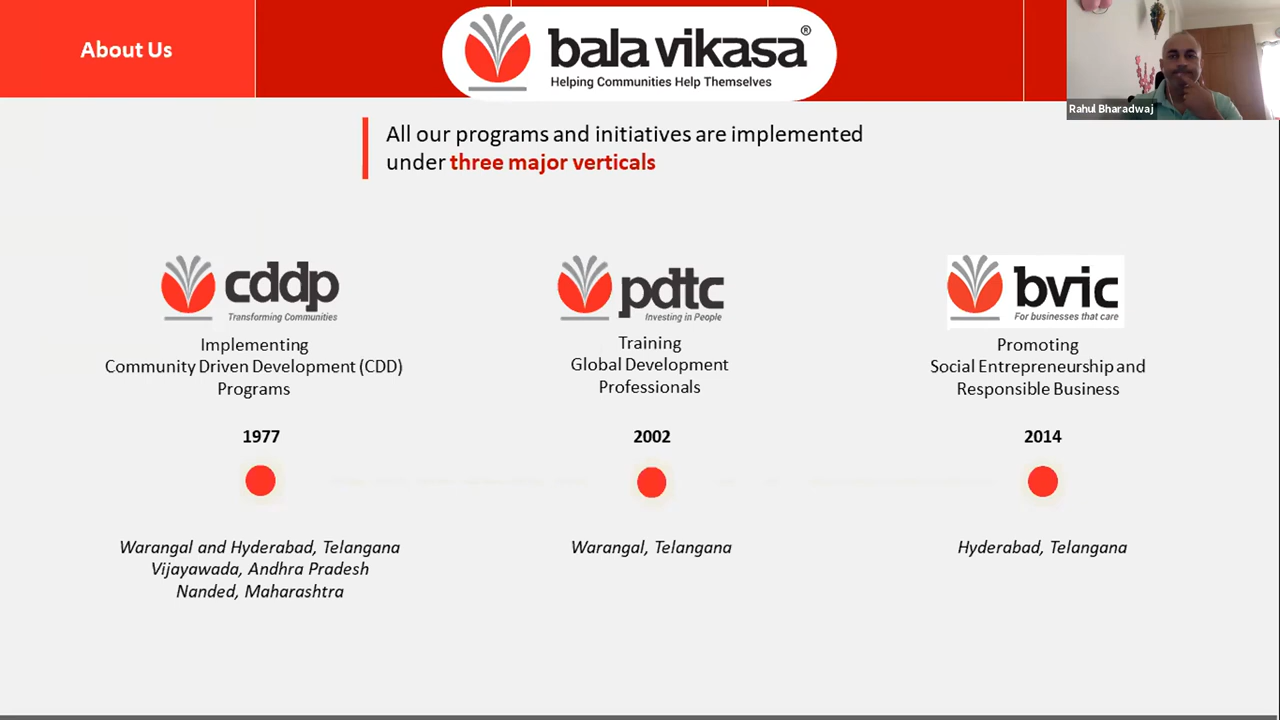 About Us
bala vikasa®
Helping Communities Help Themselves
Rahul Bharadwaj
All our programs and initiatives are implemented
under three major verticals
cddp
Transforming Communities
Implementing
Community Driven Development (CDD)
Programs
1977
Warangal and Hyderabad, Telangana
Vijayawada, Andhra Pradesh
Nanded, Maharashtra
pdtc
Investing in People
Training
Global Development
Professionals
2002
Warangal, Telangana
bvic
For businesses that care
Promoting
Social Entrepreneurship and
Responsible Business
2014
Hyderabad, Telangana